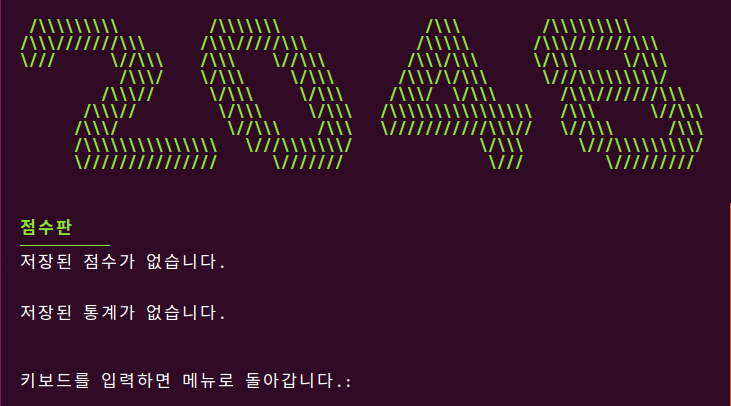 2048
점수판
저장된 점수가 없습니다.
저장된 통계가 없습니다.
키보드를 입력하면 메뉴로 돌아갑니다.: